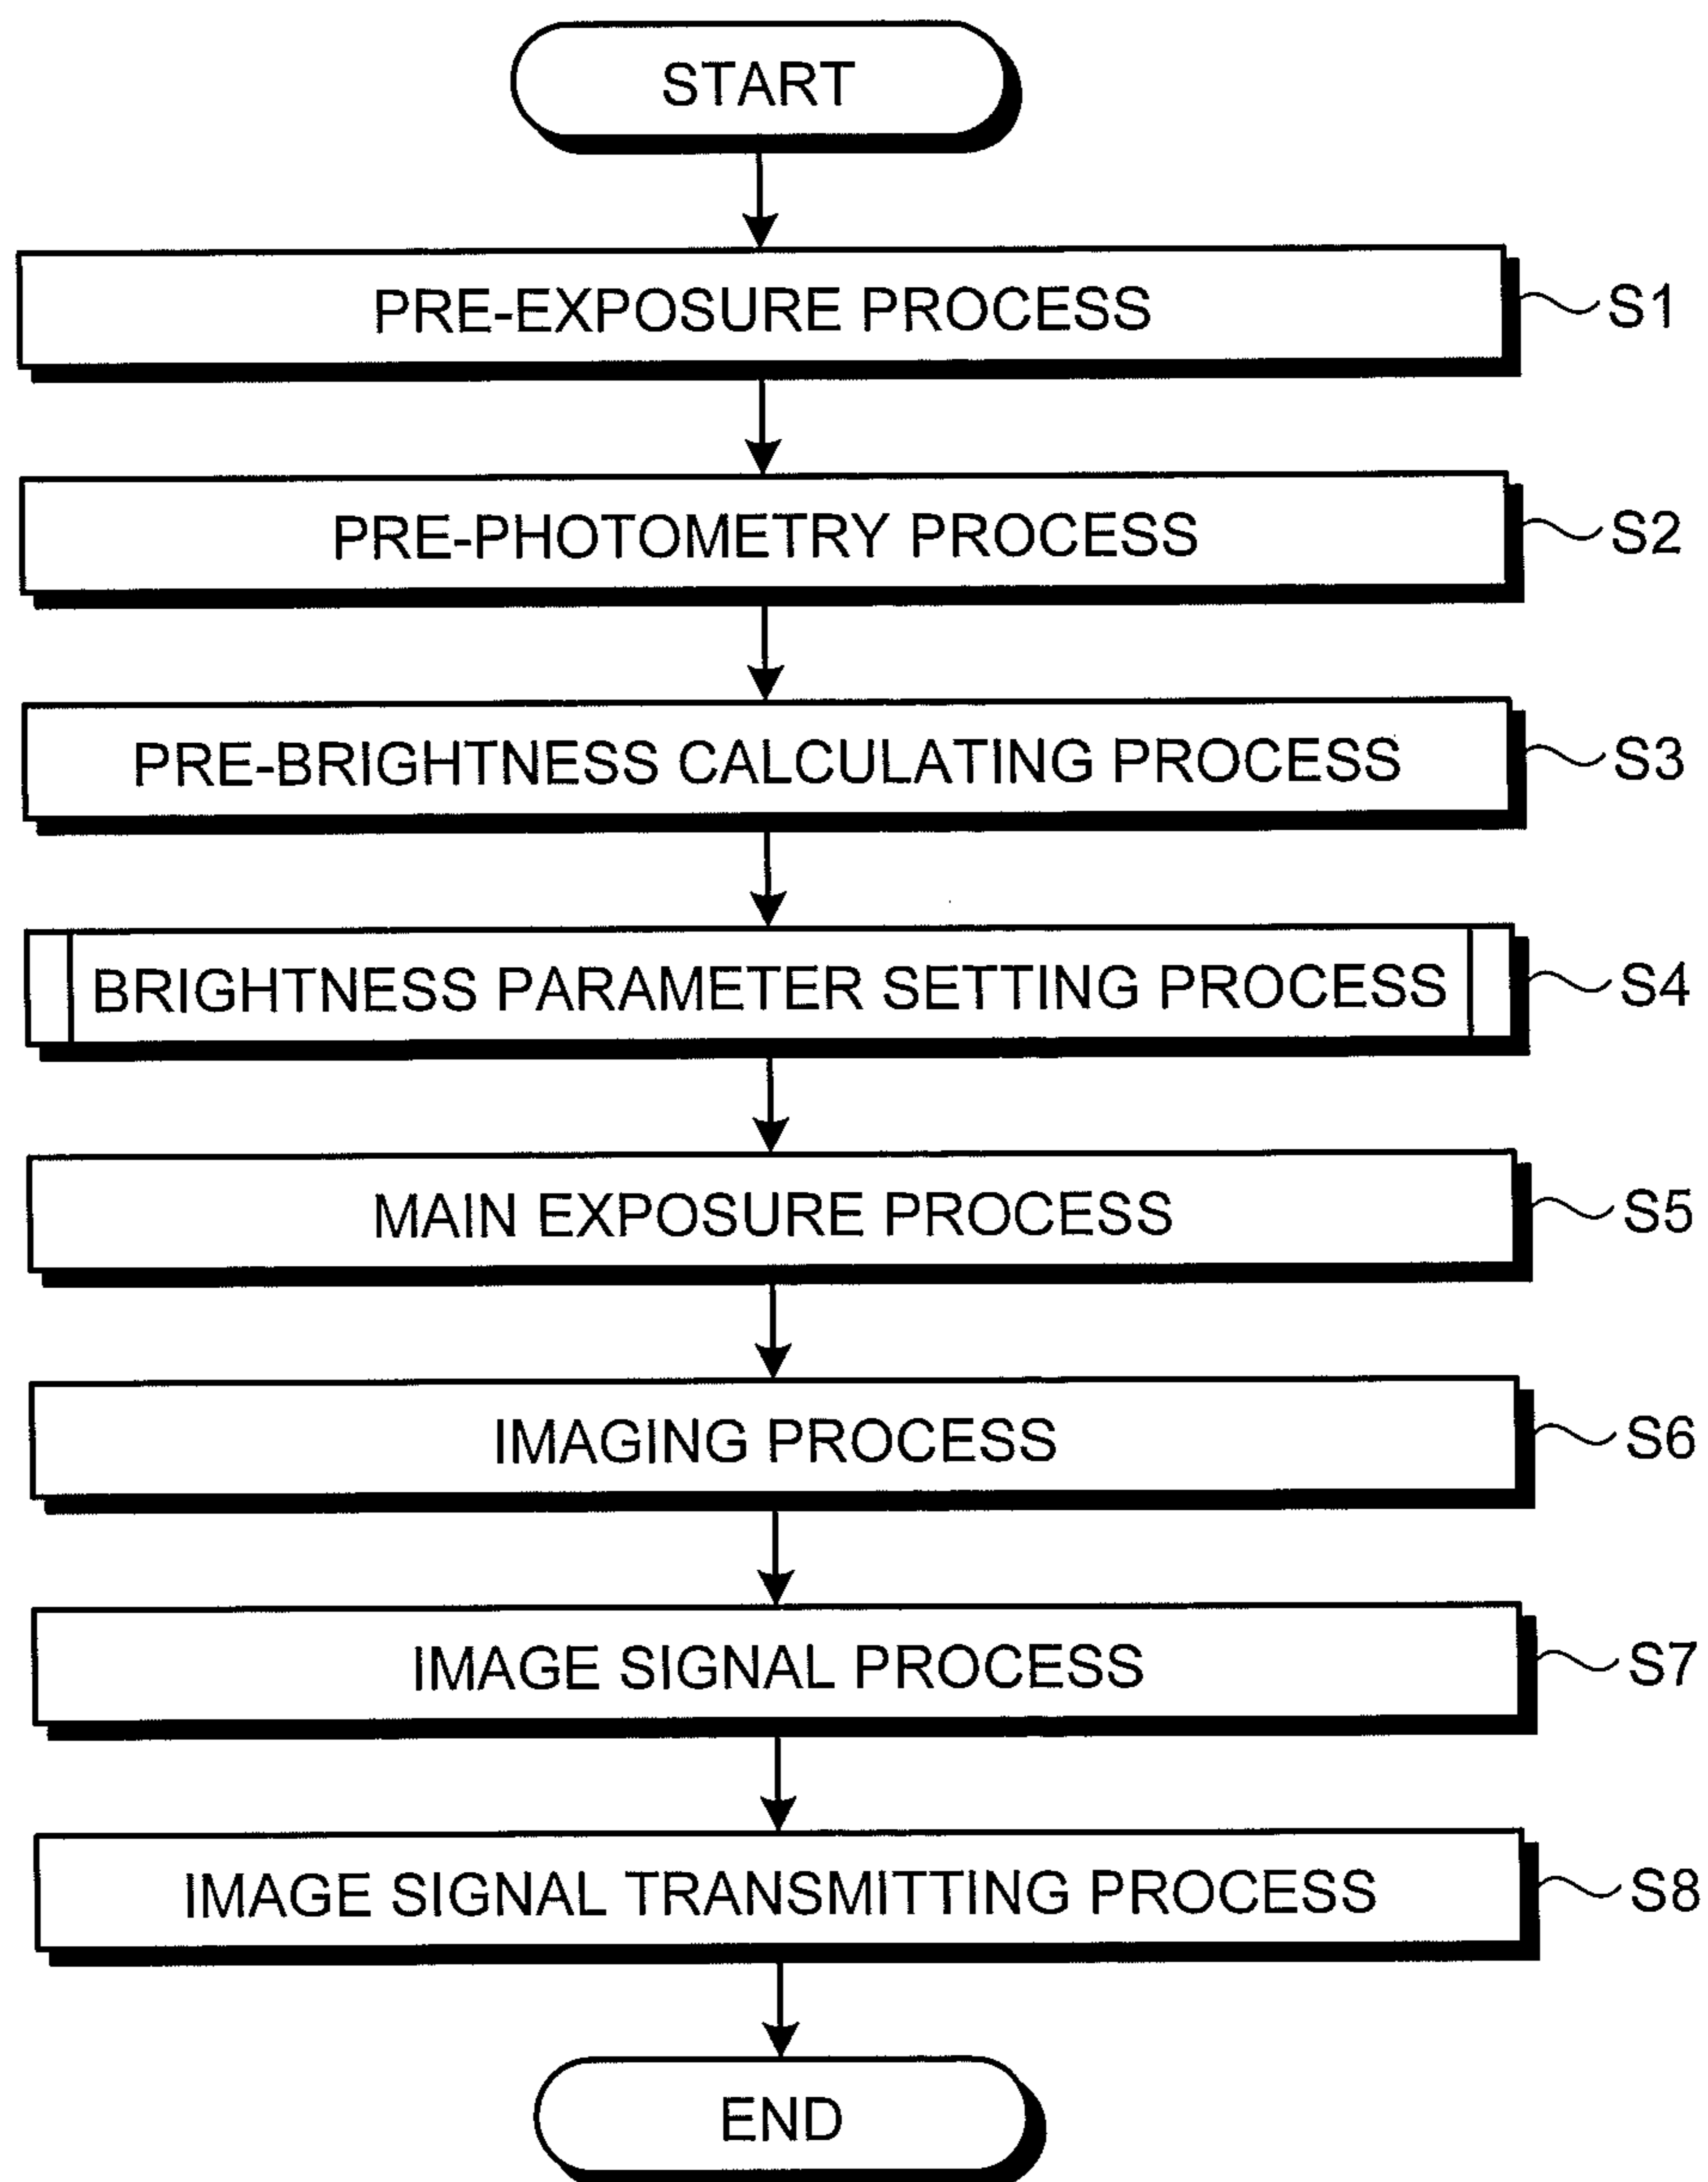 START
PRE-EXPOSURE PROCESS S1
PRE-PHOTOMETRY PROCESS S2
PRE-BRIGHTNESS CALCULATING PROCESS S3
BRIGHTNESS PARAMETER SETTING PROCESS S4
MAIN EXPOSURE PROCESS S5
IMAGING PROCESS S6
IMAGE SIGNAL PROCESS S7
IMAGE SIGNAL TRANSMITTING PROCESS S8
END